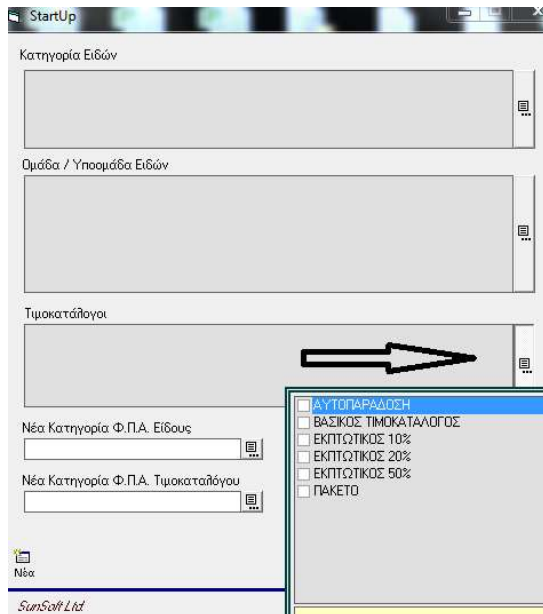 StartUp
Κατηγορία Ειδών
Ομάδα / Υποομάδα Ειδών
Τιμοκατάλογοι
ΑΥΤΟΠΑΡΑΔΟΣΗ
ΒΑΣΙΚΟΣ ΤΙΜΟΚΑΤΑΛΟΓΟΣ
ΕΚΠΤΩΤΙΚΟΣ 10%
ΕΚΠΤΩΤΙΚΟΣ 20%
ΕΚΠΤΩΤΙΚΟΣ 50%
ΠΑΚΕΤΟ
Νέα Κατηγορία Φ.Π.Α. Είδους
Νέα Κατηγορία Φ.Π.Α. Τιμοκαταλόγου
Νέα
SunSoft Ltd